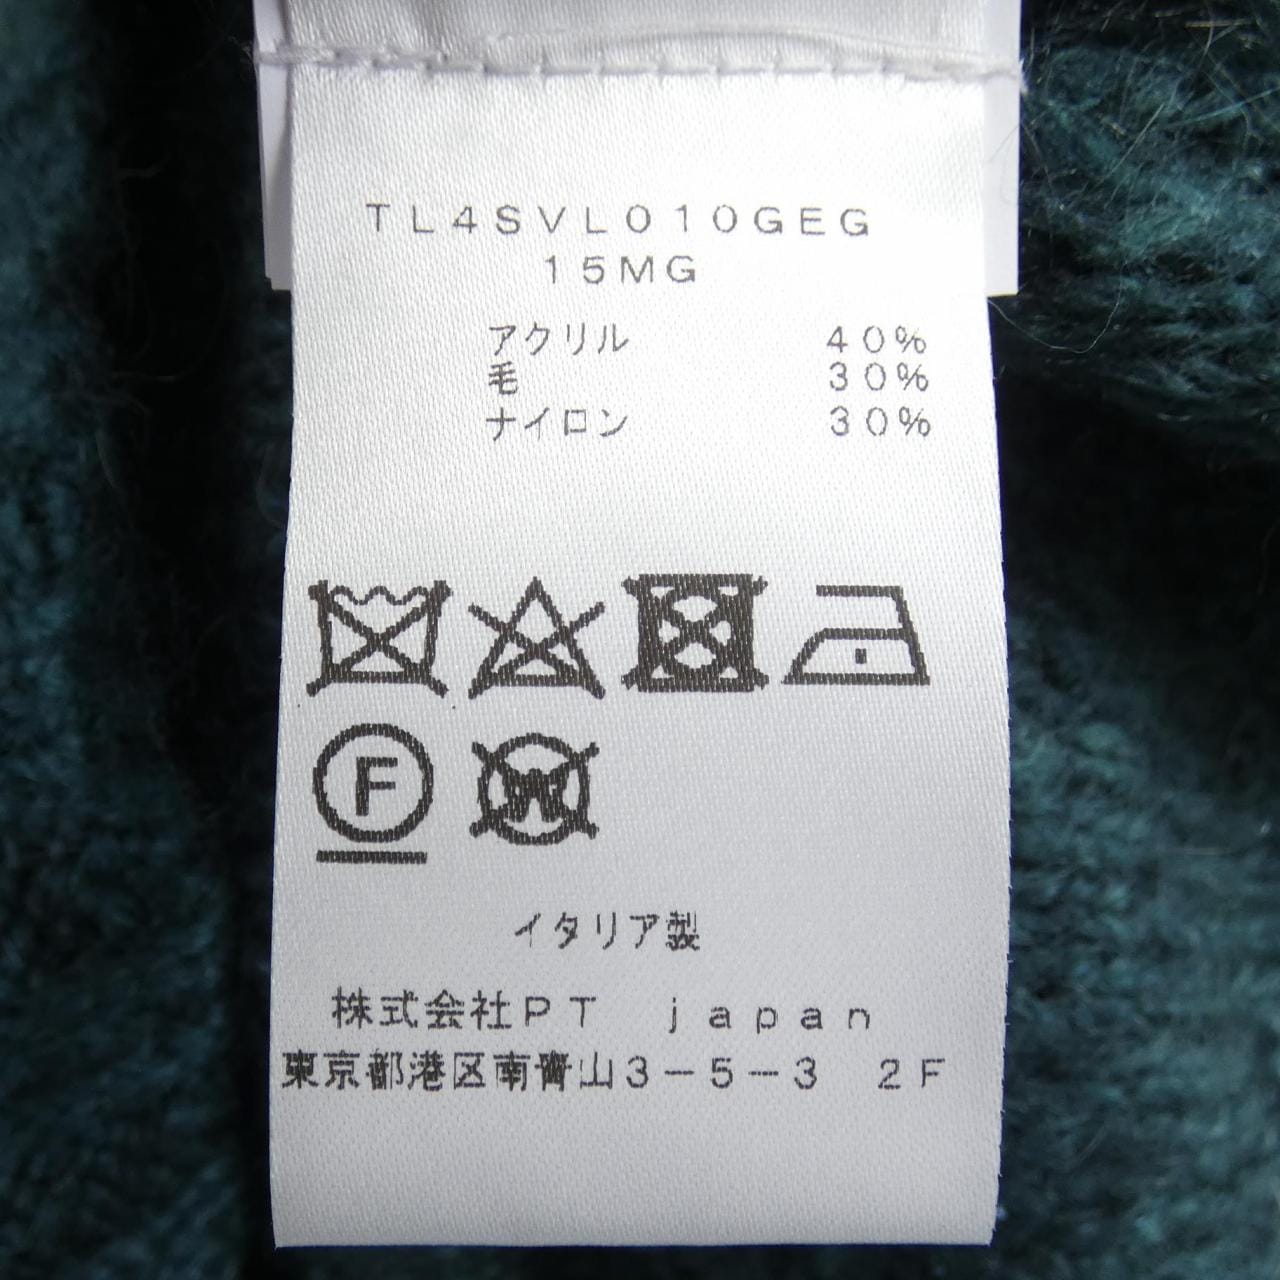 TL4SVL010GEG
15MG
アクリル 40%
毛 30%
ナイロン 30%
F
W
イタリア製
株式会社PT japan
東京都港区南青山3-5-3 2F